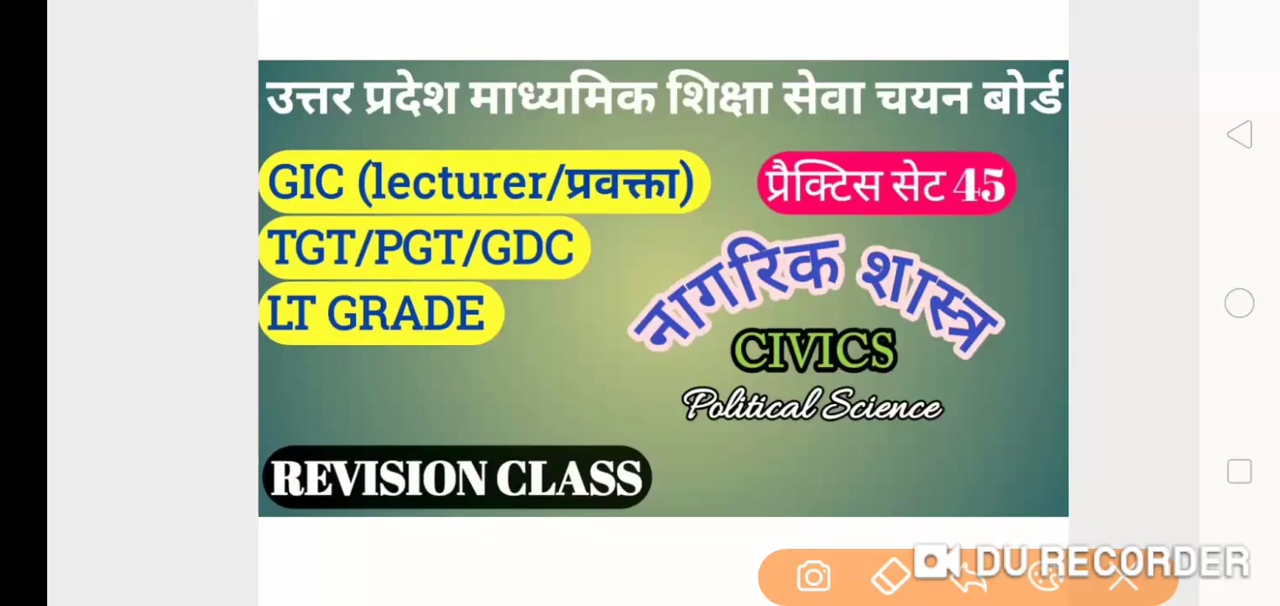 उत्तर प्रदेश माध्यमिक शिक्षा सेवा चयन बोर्ड
GIC (lecturer/प्रवक्ता)
प्रैक्टिस सेट 45
TGT/PGT/GDC
LT GRADE
नागरिक शास्त्र
CIVICS
Political Science
REVISION CLASS
DU RECORDER